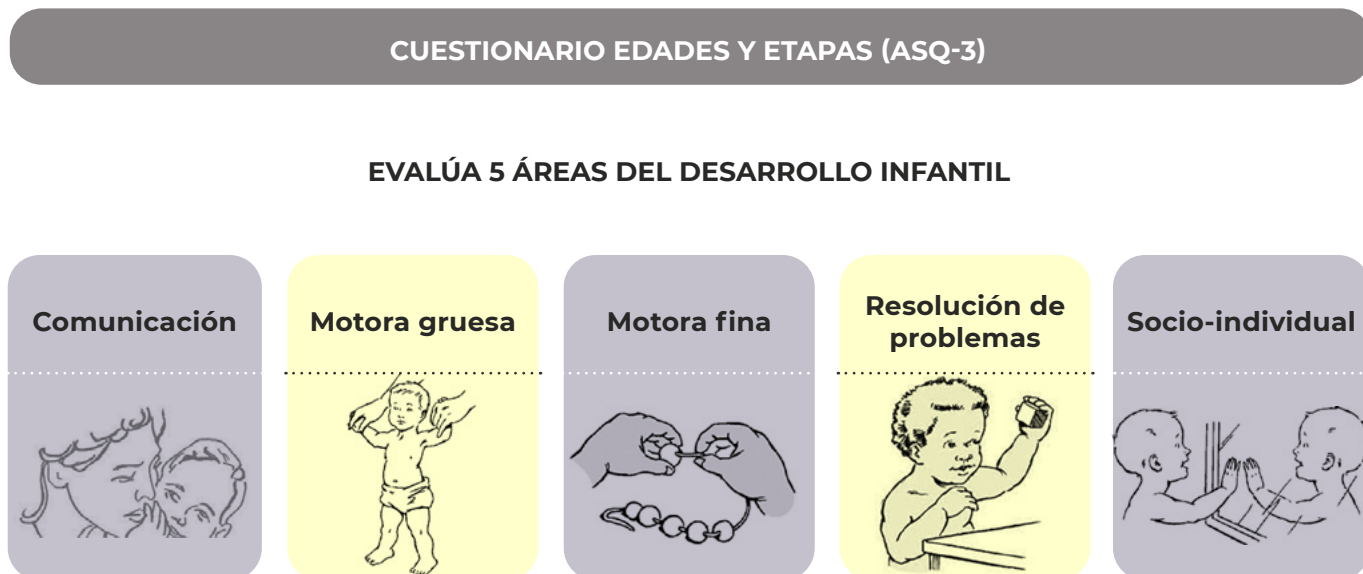 CUESTIONARIO EDADES Y ETAPAS (ASQ-3)
EVALÚA 5 ÁREAS DEL DESARROLLO INFANTIL
Comunicación
Motora gruesa
Motora fina
Resolución de
problemas
Socio-individual